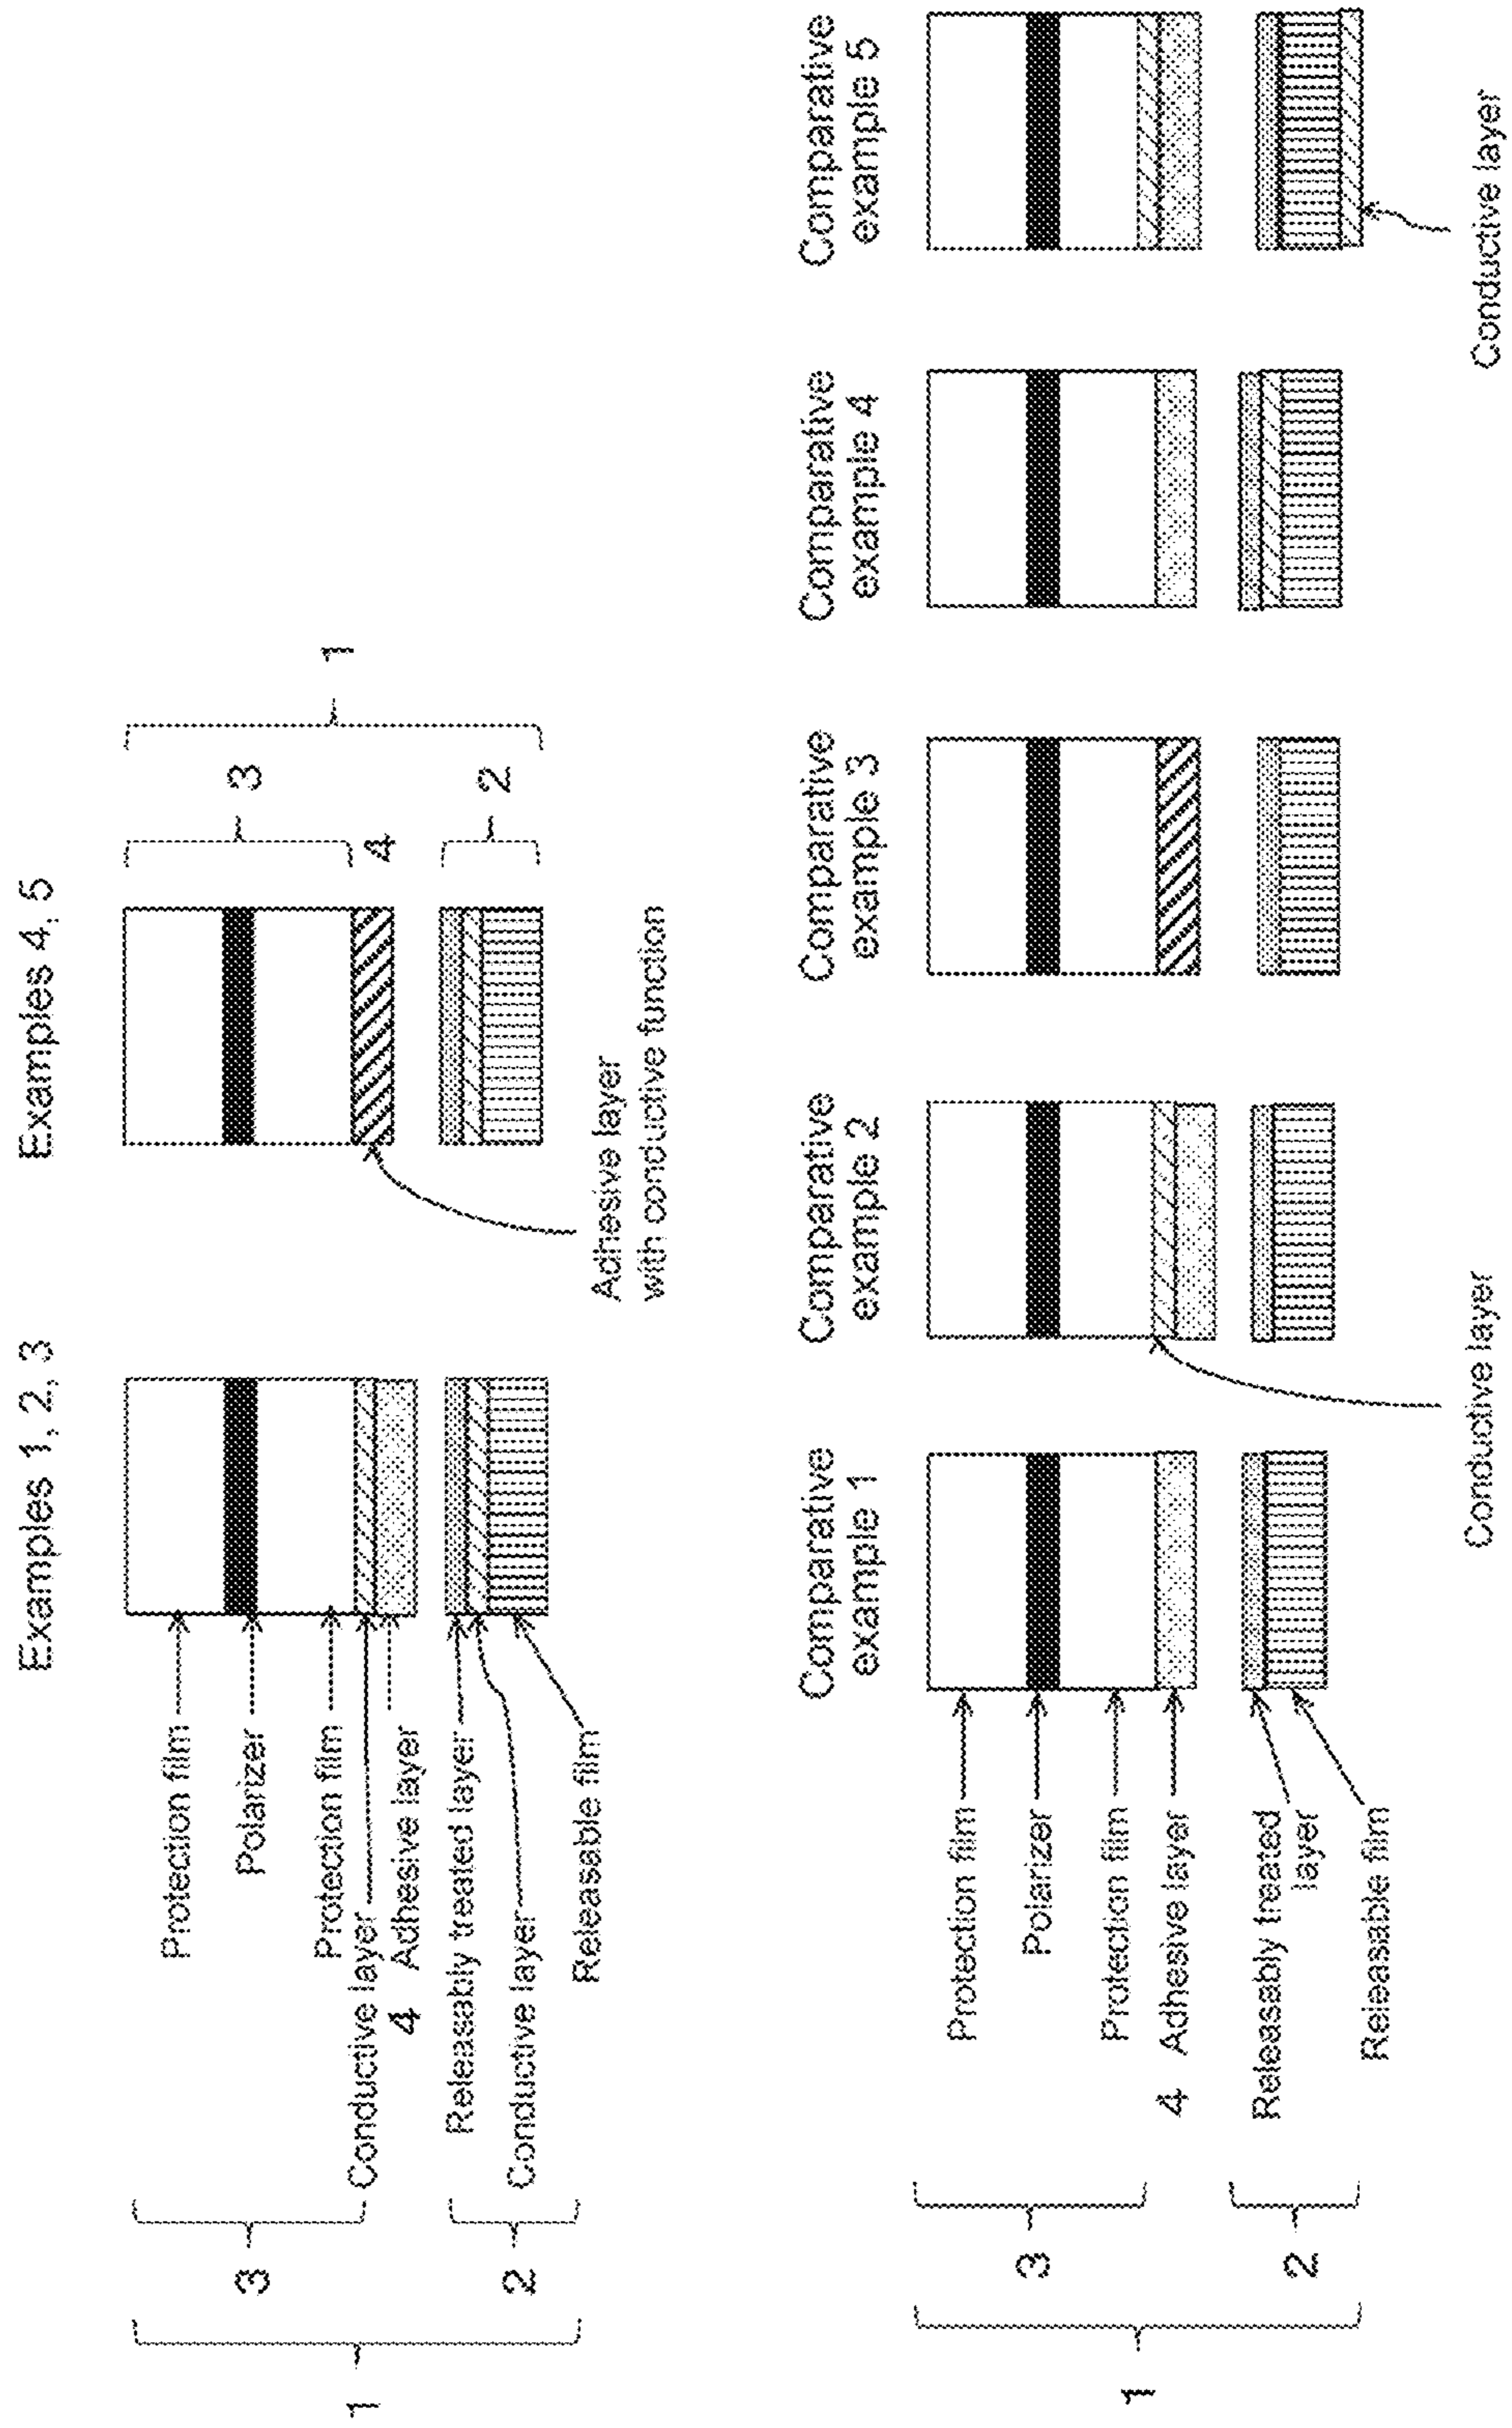 Examples 1, 2, 3
Protection film
Polarizer
Protection film
Conductive layer
4
Adhesive layer
Releasably treated layer
Conductive layer
Releasable film
3
2
1
Examples 4, 5
3
4
2
1
Adhesive layer
with conductive function
Comparative
example 1
Protection film
Polarizer
Protection film
4
Adhesive layer
Releasably treated
layer
Releasable film
3
2
1
Comparative
example 2
Conductive layer
Comparative
example 3
Comparative
example 4
Comparative
example 5
Conductive layer